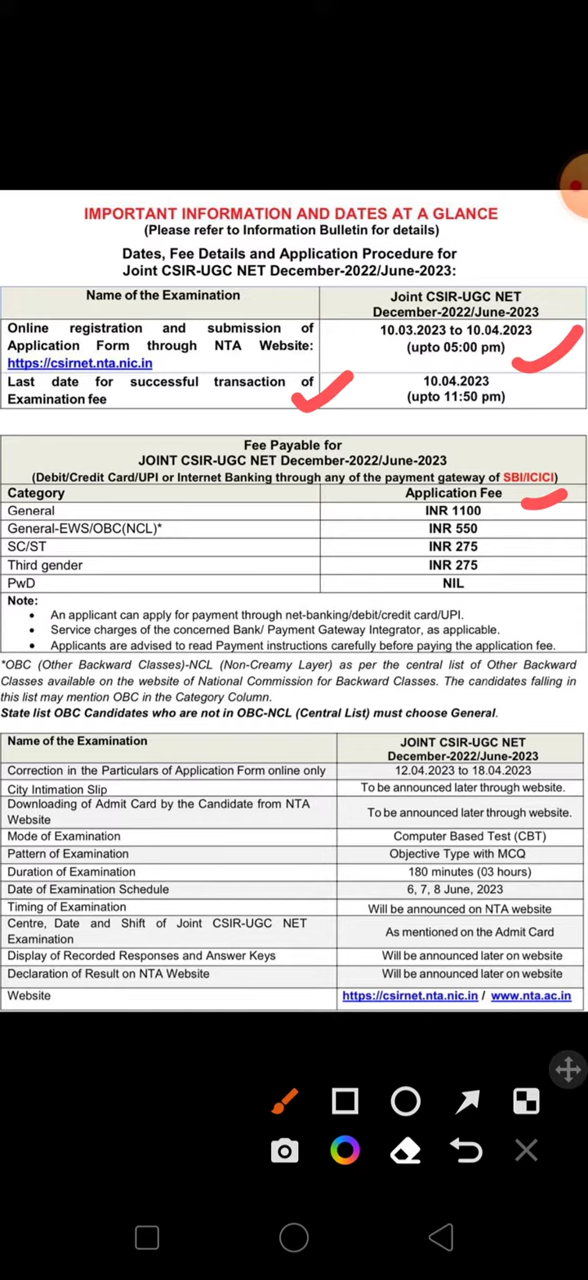 IMPORTANT INFORMATION AND DATES AT A GLANCE
(Please refer to Information Bulletin for details)
Dates, Fee Details and Application Procedure for
Joint CSIR-UGC NET December-2022/June-2023:
Name of the Examination
Joint CSIR-UGC NET
December-2022/June-2023
Online registration and submission of
Application Form through NTA Website:
https://csirnet.nta.nic.in
10.03.2023 to 10.04.2023
(upto 05:00 pm)
Last date for successful transaction of
Examination fee
10.04.2023
(upto 11:50 pm)
Fee Payable for
JOINT CSIR-UGC NET December-2022/June-2023
(Debit/Credit Card/UPI or Internet Banking through any of the payment gateway of SBI/ICICI)
Category Application Fee
General INR 1100
General-EWS/OBC(NCL)* INR 550
SC/ST INR 275
Third gender INR 275
PwD NIL
Note:
• An applicant can apply for payment through net-banking/debit/credit card/UPI.
• Service charges of the concerned Bank/ Payment Gateway Integrator, as applicable.
• Applicants are advised to read Payment instructions carefully before paying the application fee.
*OBC (Other Backward Classes)-NCL (Non-Creamy Layer) as per the central list of Other Backward
Classes available on the website of National Commission for Backward Classes. The candidates falling in
this list may mention OBC in the Category Column.
State list OBC Candidates who are not in OBC-NCL (Central List) must choose General.
Name of the Examination
JOINT CSIR-UGC NET
December-2022/June-2023
Correction in the Particulars of Application Form online only 12.04.2023 to 18.04.2023
City Intimation Slip To be announced later through website.
Downloading of Admit Card by the Candidate from NTA
Website
To be announced later through website.
Mode of Examination Computer Based Test (CBT)
Pattern of Examination Objective Type with MCQ
Duration of Examination 180 minutes (03 hours)
Date of Examination Schedule 6, 7, 8 June, 2023
Timing of Examination Will be announced on NTA website
Centre, Date and Shift of Joint CSIR-UGC NET
Examination
As mentioned on the Admit Card
Display of Recorded Responses and Answer Keys Will be announced later on website
Declaration of Result on NTA Website Will be announced later on website
Website https://csirnet.nta.nic.in / www.nta.ac.in